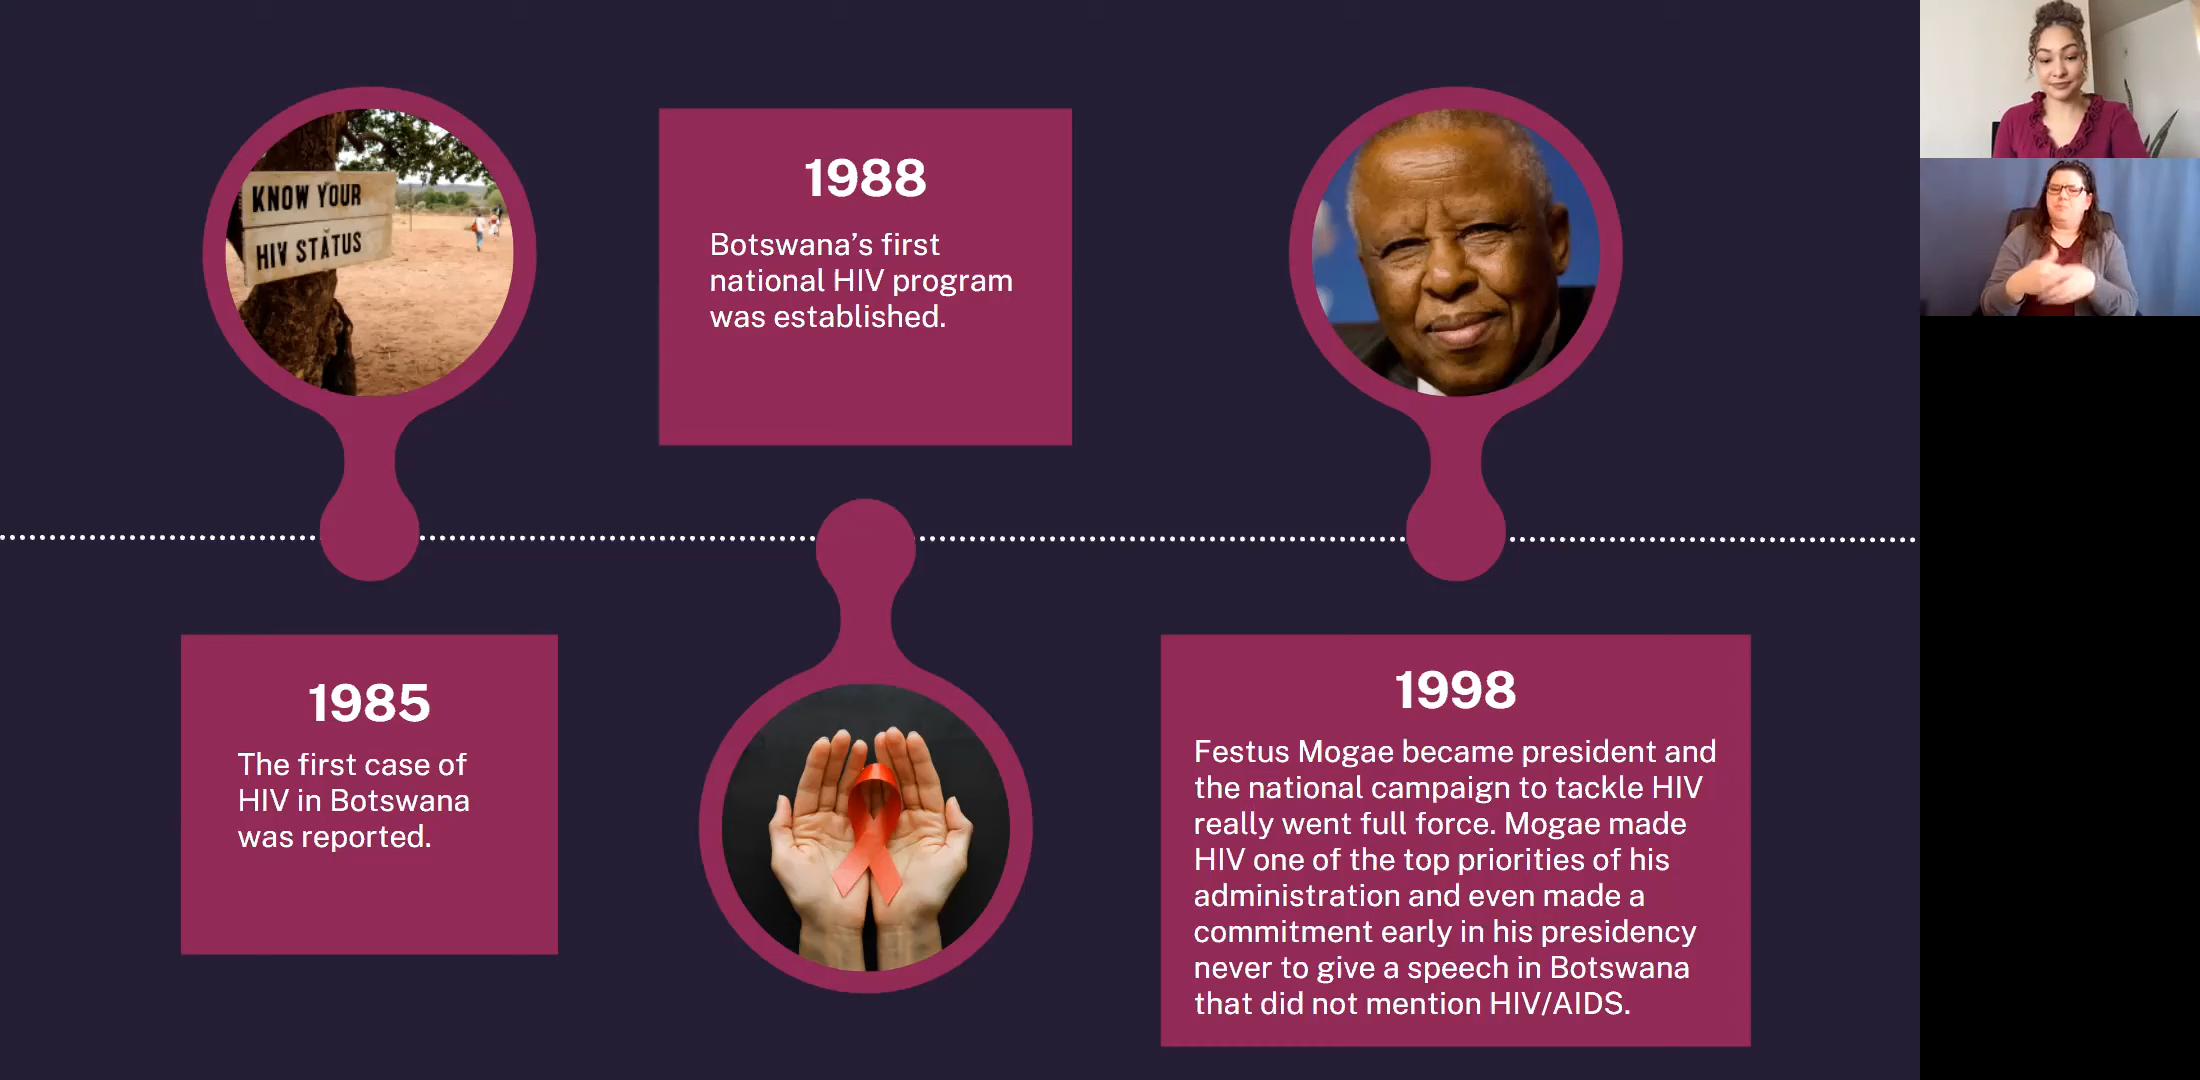 KNOW YOUR
HIV STATUS
1985
The first case of
HIV in Botswana
was reported.
1988
Botswana’s first
national HIV program
was established.
1998
Festus Mogae became president and
the national campaign to tackle HIV
really went full force. Mogae made
HIV one of the top priorities of his
administration and even made a
commitment early in his presidency
never to give a speech in Botswana
that did not mention HIV/AIDS.